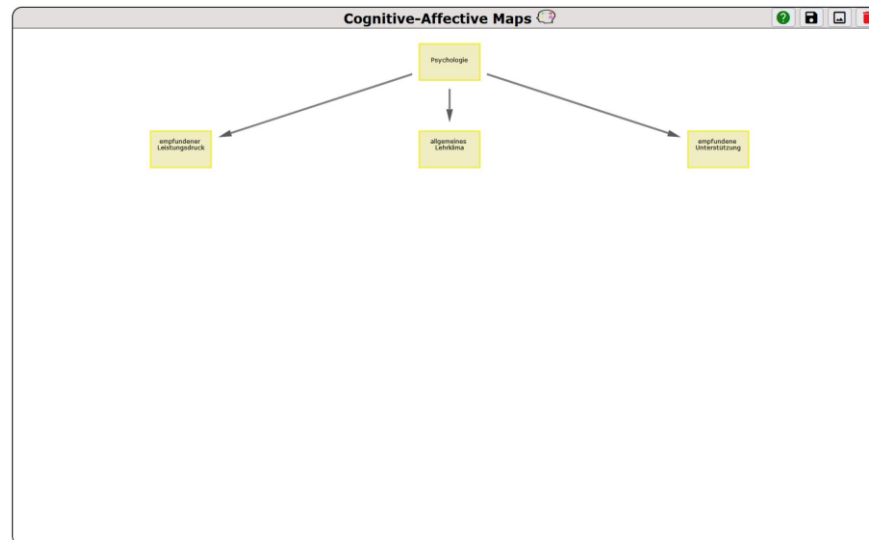 Cognitive-Affective Maps
Psychologie
empfundener
Leistungsdruck
allgemeines
Lehrklima
empfundene
Unterstützung